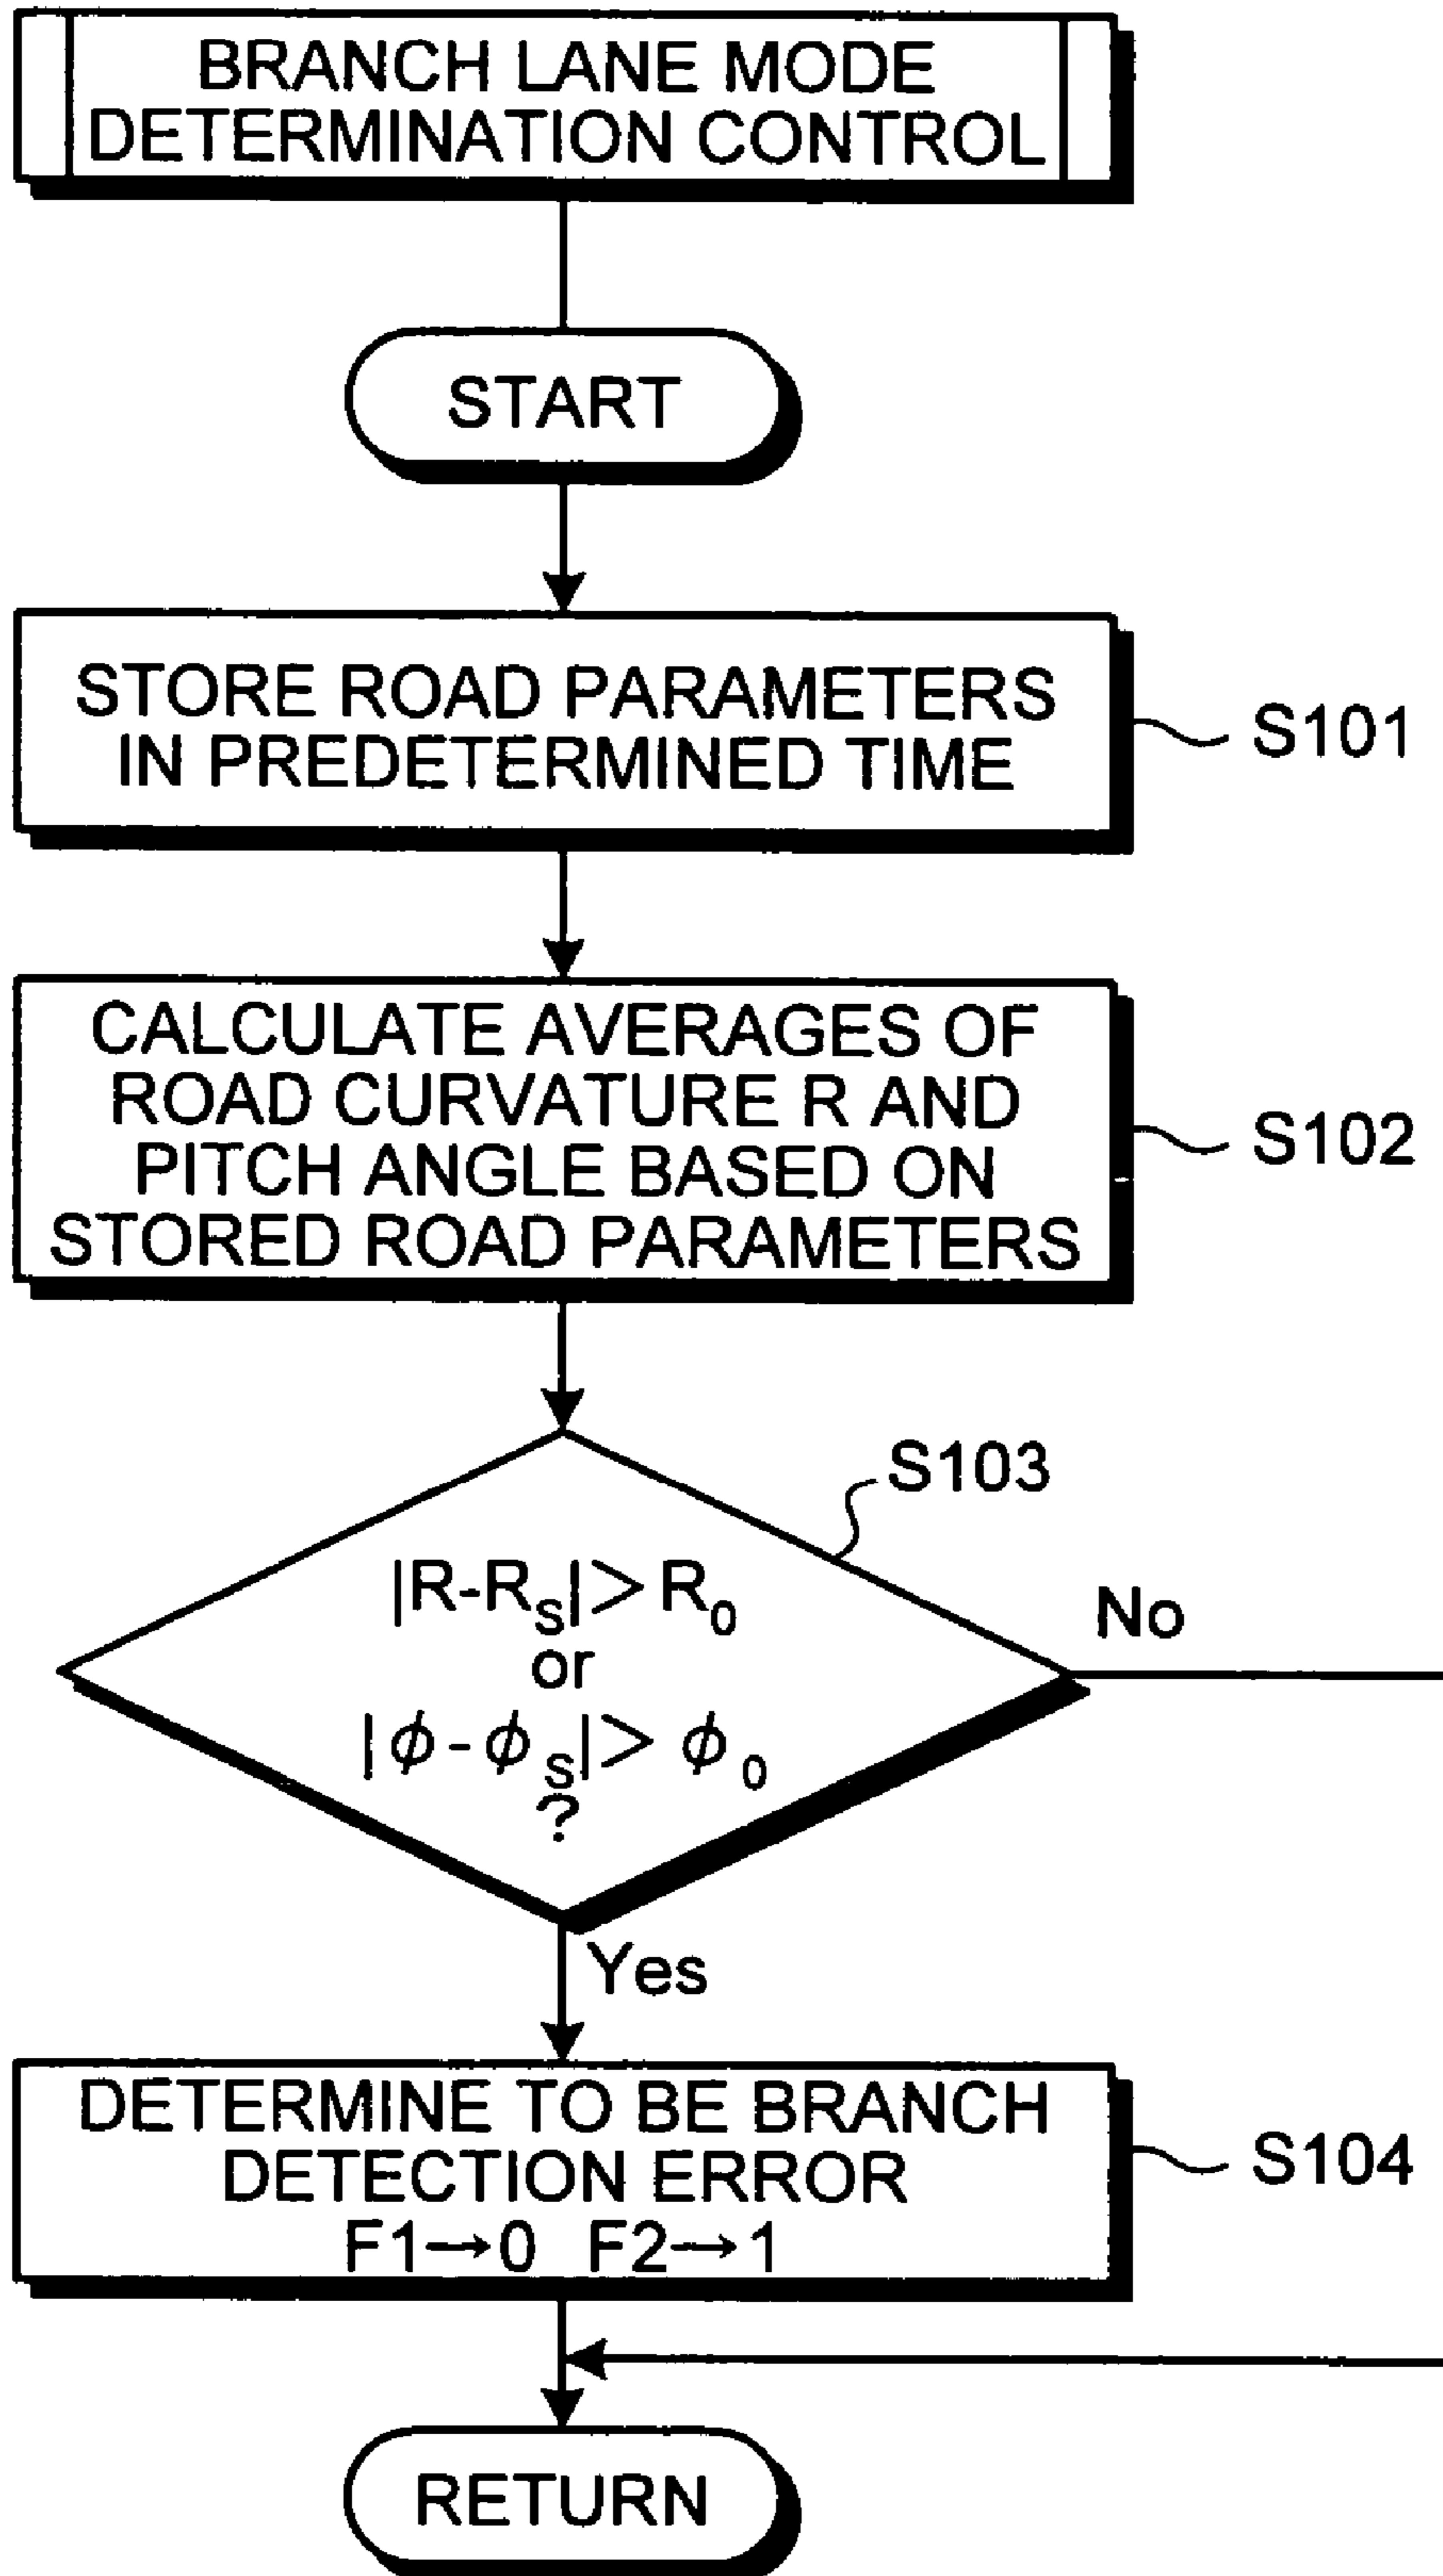 BRANCH LANE MODE
DETERMINATION CONTROL
START
STORE ROAD PARAMETERS
IN PREDETERMINED TIME
S101
CALCULATE AVERAGES OF
ROAD CURVATURE R AND
PITCH ANGLE BASED ON
STORED ROAD PARAMETERS
S102
S103
|R-RS|>R0
or
|ϕ-ϕS|>ϕ0
?
No
Yes
DETERMINE TO BE BRANCH
DETECTION ERROR
F1→0 F2→1
S104
RETURN